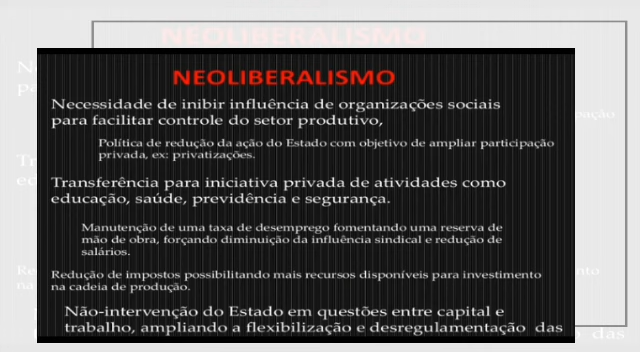 NEOLIBERALISMO
Necessidade de inibir influência de organizações sociais
para facilitar controle do setor produtivo,
Política de redução da ação do Estado com objetivo de ampliar participação
privada, ex: privatizações.
Transferência para iniciativa privada de atividades como
educação, saúde, previdência e segurança.
Manutenção de uma taxa de desemprego fomentando uma reserva de
mão de obra, forçando diminuição da influência sindical e redução de
salários.
Redução de impostos possibilitando mais recursos disponíveis para investimento
na cadeia de produção.
Não-intervenção do Estado em questões entre capital e
trabalho, ampliando a flexibilização e desregulamentação das